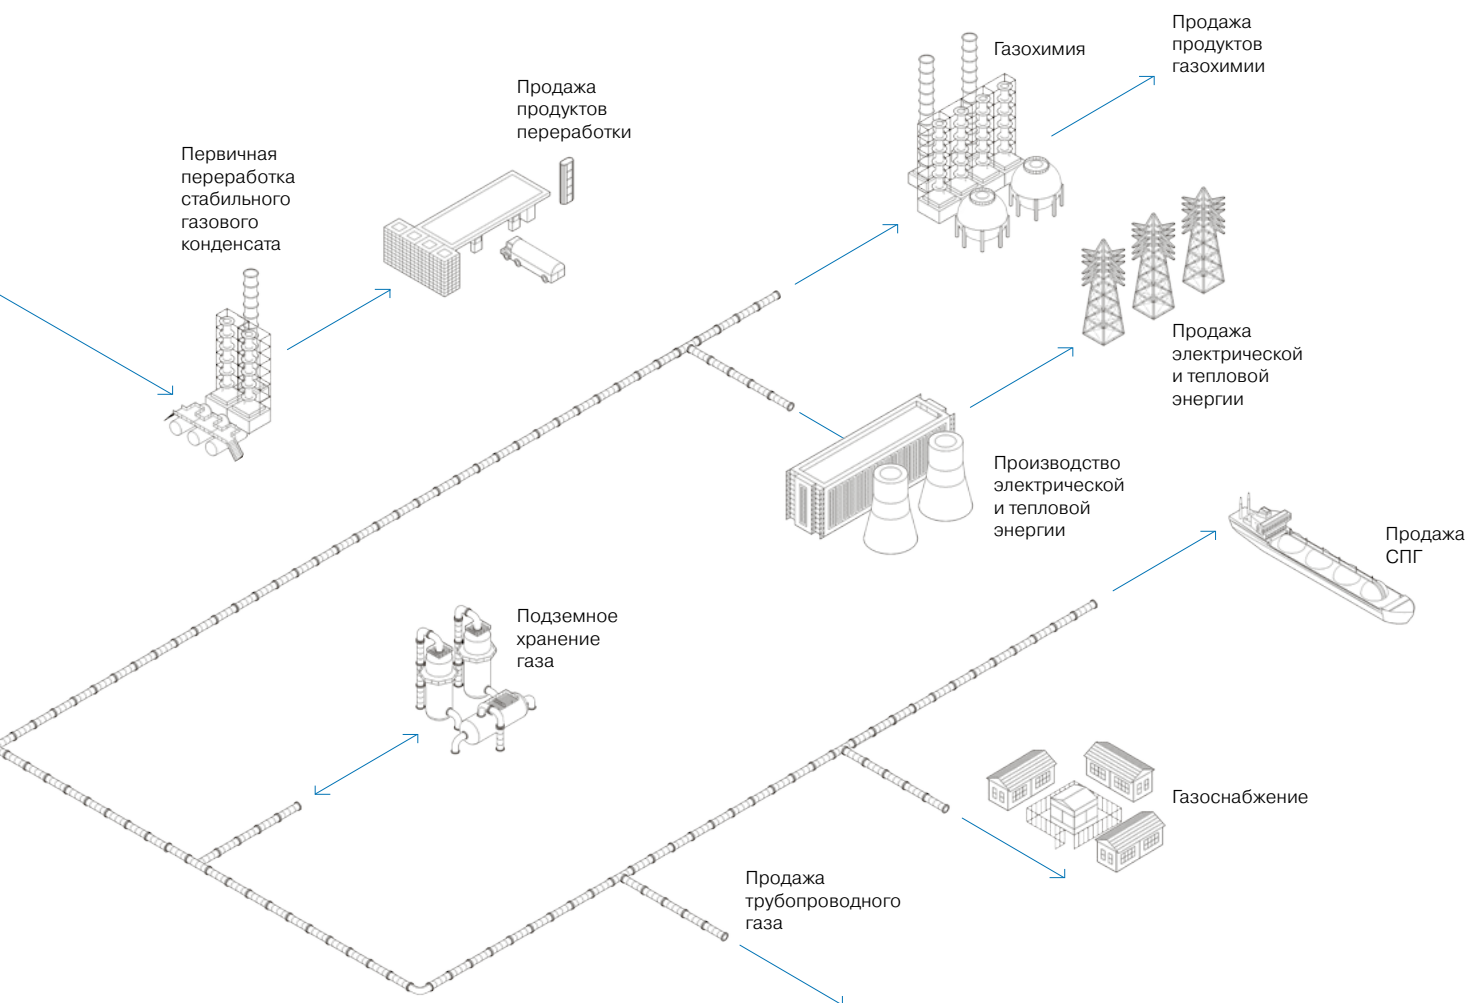 Продажа
продуктов
газохимии
Газохимия
Продажа
продуктов
переработки
Первичная
переработка
стабильного
газового
конденсата
Продажа
электрической
и тепловой
энергии
Производство
электрической
и тепловой
энергии
Продажа
СПГ
Подземное
хранение
газа
Газоснабжение
Продажа
трубопроводного
газа